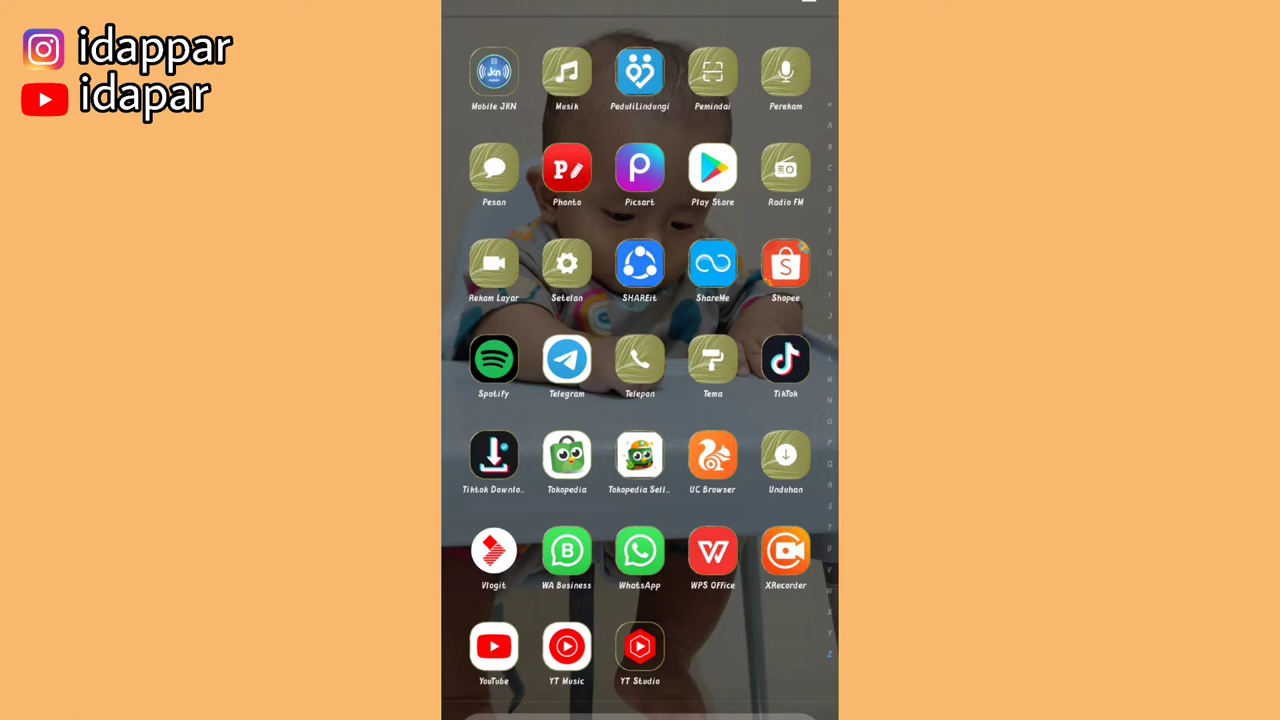 idappar
idapar
Mobile JKN Musik PeduliLindungi Pemindai Perekam
Pesan Phonto Picsart Play Store Radio FM
Rekam Layar Setelan SHAREit ShareMe Shopee
Spotify Telegram Telepon Tema TikTok
Tiktok Downlo.. Tokopedia Tokopedia Sell.. UC Browser Unduhan
Vlogit WA Business WhatsApp WPS Office XRecorder
YouTube YT Music YT Studio